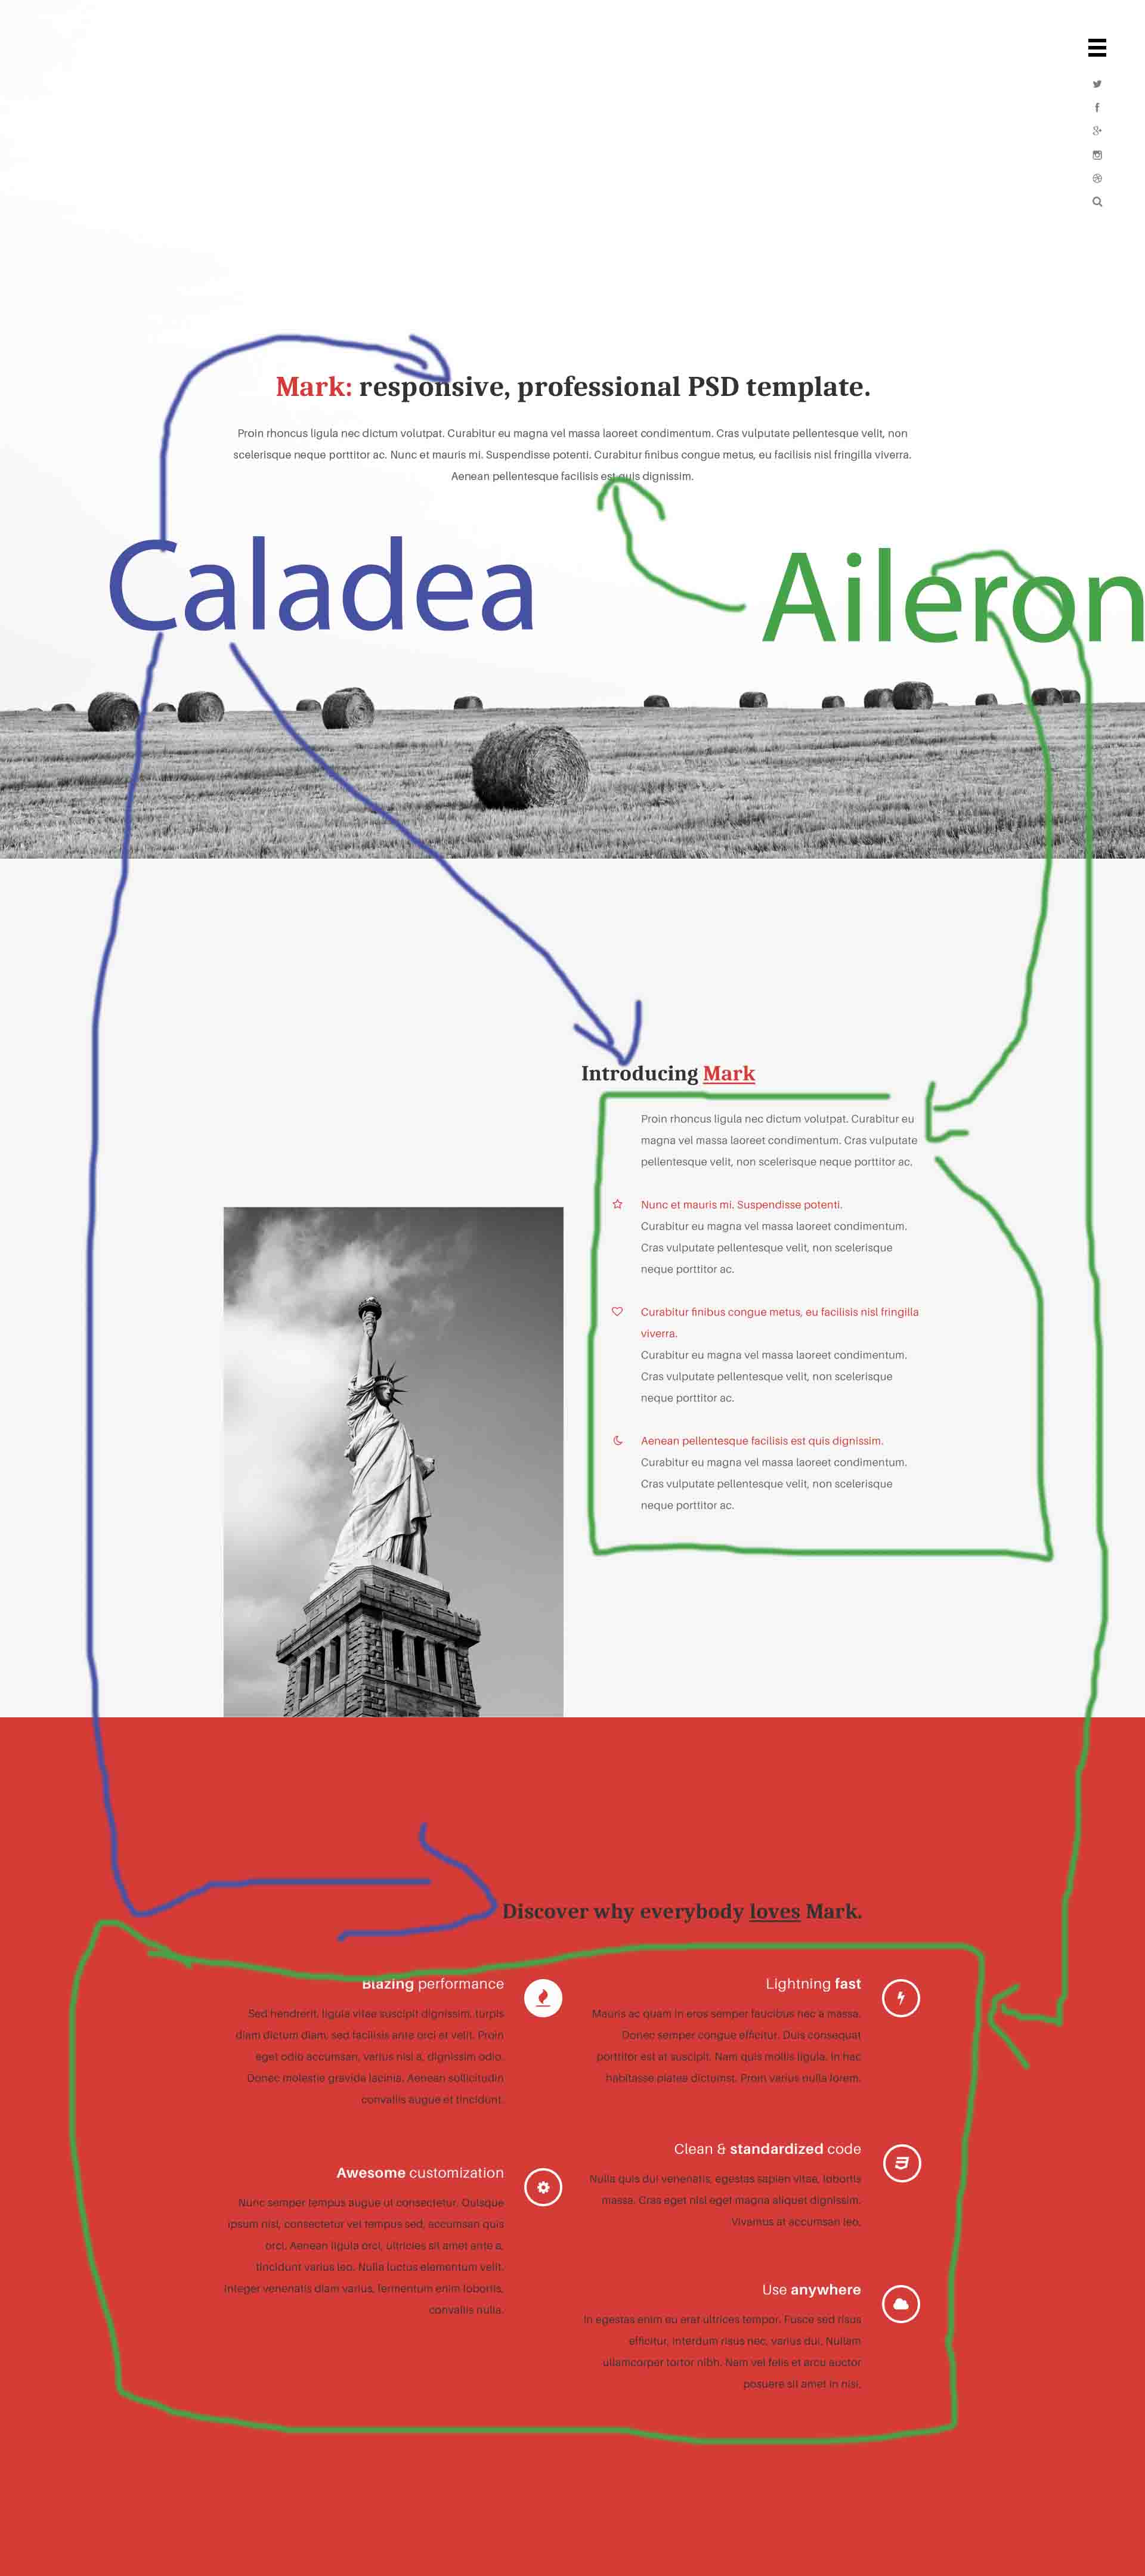 Mark: responsive, professional PSD template.
Proin rhoncus ligula nec dictum volutpat. Curabitur eu magna vel massa laoreet condimentum. Cras vulputate pellentesque velit, non
scelerisque neque porttitor ac. Nunc et mauris mi. Suspendisse potenti. Curabitur finibus congue metus, eu facilisis nisl fringilla viverra.
Aenean pellentesque facilisis est quis dignissim.
Caladea
Aileron
Introducing Mark
Proin rhoncus ligula nec dictum volutpat. Curabitur eu
magna vel massa laoreet condimentum. Cras vulputate
pellentesque velit, non scelerisque neque porttitor ac.
Nunc et mauris mi. Suspendisse potenti.
Curabitur eu magna vel massa laoreet condimentum.
Cras vulputate pellentesque velit, non scelerisque
neque porttitor ac.
Curabitur finibus congue metus, eu facilisis nisl fringilla
viverra.
Curabitur eu magna vel massa laoreet condimentum.
Cras vulputate pellentesque velit, non scelerisque
neque porttitor ac.
Aenean pellentesque facilisis est quis dignissim.
Curabitur eu magna vel massa laoreet condimentum.
Cras vulputate pellentesque velit, non scelerisque
neque porttitor ac.
Discover why everybody loves Mark.
Blazing performance
Sed hendrerit, ligula vitae suscipit dignissim, turpis
diam dictum diam, sed facilisis ante orci et velit. Proin
eget odio accumsan, varius nisi a, dignissim odio.
Donec molestie gravida lacinia. Aenean sollicitudin
convallis augue et tincidunt.
Awesome customization
Nunc semper tempus augue ut consectetur. Quisque
ipsum nisl, consectetur vel tempus sed, accumsan quis
orci. Aenean ligula orci, ultricies sit amet ante a,
tincidunt varius leo. Nulla luctus elementum velit.
Integer venenatis diam varius, fermentum enim lobortis,
convallis nulla.
Lightning fast
Mauris ac quam in eros semper faucibus nec a massa.
Donec semper congue efficitur. Duis consequat
porttitor est at suscipit. Nam quis mollis ligula. In hac
habitasse platea dictumst. Proin varius nulla lorem.
Clean & standardized code
Nulla quis dui venenatis, egestas sapien vitae, lobortis
massa. Cras eget nisl eget magna aliquet dignissim.
Vivamus at accumsan leo.
Use anywhere
In egestas enim eu erat ultrices tempor. Fusce sed risus
efficitur, interdum risus nec, varius dui. Nullam
ullamcorper tortor nibh. Nam vel felis et arcu auctor
posuere sit amet in nisi.